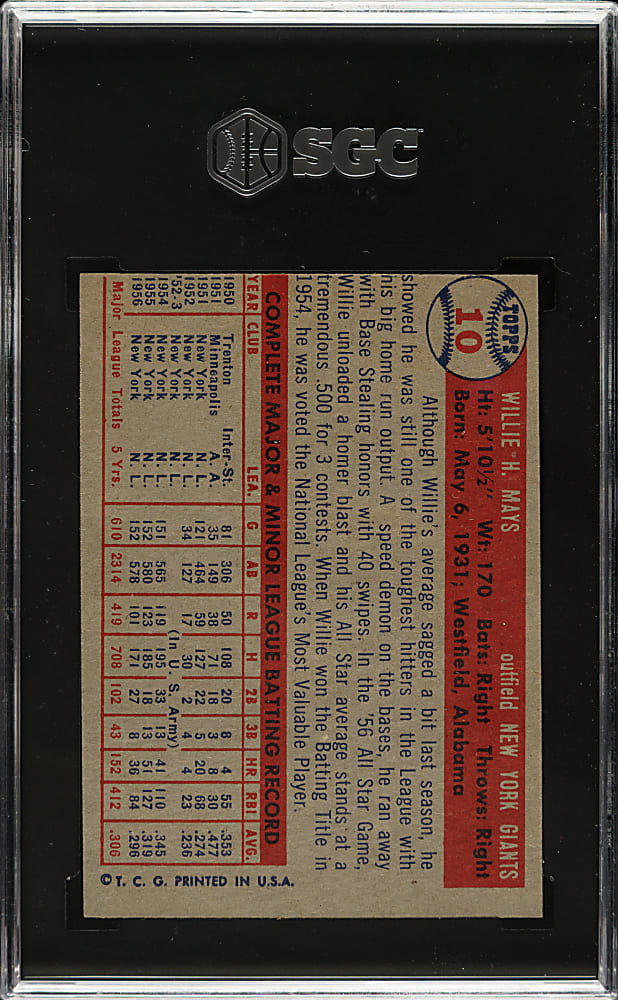 SGC
TOPPS
10
WILLIE H. MAYS outfield NEW YORK GIANTS
Ht: 5'10½" Wt: 170 Bats: Right Throws: Right
Born: May 6, 1931; Westfield, Alabama
Although Willie's average sagged a bit last season, he
showed he was still one of the toughest hitters in the League with
his big home run output. A speed demon on the bases, he ran away
with Base Stealing honors with 40 swipes. In the '56 All Star Game,
Willie unloaded a homer blast and his All Star average stands at a
tremendous .500 for 3 contests. When Willie won the Batting Title in
1954, he was voted the National League's Most Valuable Player.
COMPLETE MAJOR & MINOR LEAGUE BATTING RECORD
YEAR CLUB LEA. G AB R H 2B 3B HR RBI AVG.
1950 Trenton Inter-St. 81 306 50 108 20 8 4 55 .353
1951 Minneapolis A. A. 35 149 38 71 18 3 8 30 .477
1951 New York N. L. 121 464 59 127 22 5 20 68 .274
1952 New York N. L. 34 127 17 30 2 4 4 23 .236
'52-3 (In U. S. Army)
1954 New York N. L. 151 565 119 195 33 13 41 110 .345
1955 New York N. L. 152 580 123 185 18 13 51 127 .319
1956 New York N. L. 152 578 101 171 27 8 36 84 .296
Major League Totals 5 Yrs. 610 2314 419 708 102 43 152 412 .306
© T. C. G. PRINTED IN U.S.A.